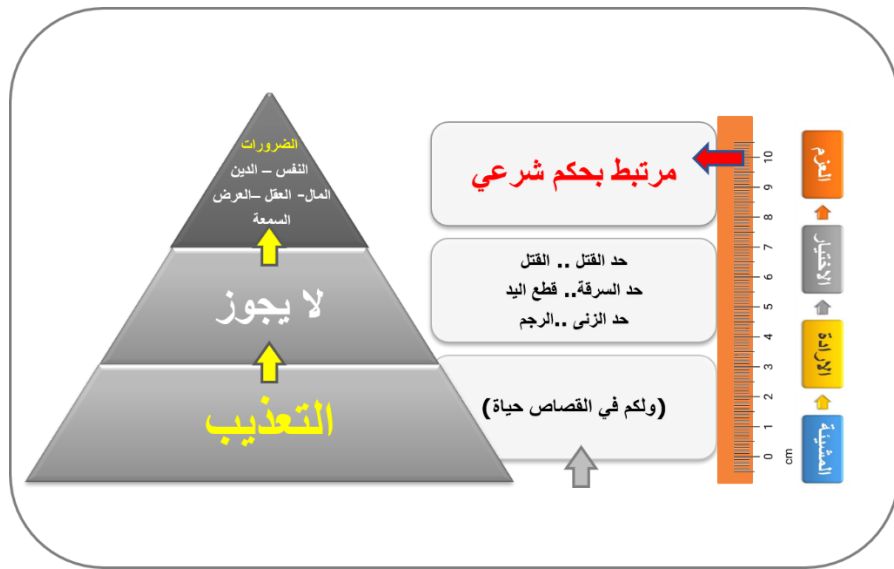 الضرورات
النفس – الدين
المال- العقل –العرض
السمعة
لا يجوز
التعذيب
مرتبط بحكم شرعي
حد القتل .. القتل
حد السرقة.. قطع اليد
حد الزنى ..الرجم
(ولكم في القصاص حياة)
10
9
8
7
6
5
4
3
2
1
0
cm
العزم
الاختيار
الارادة
المشيئة